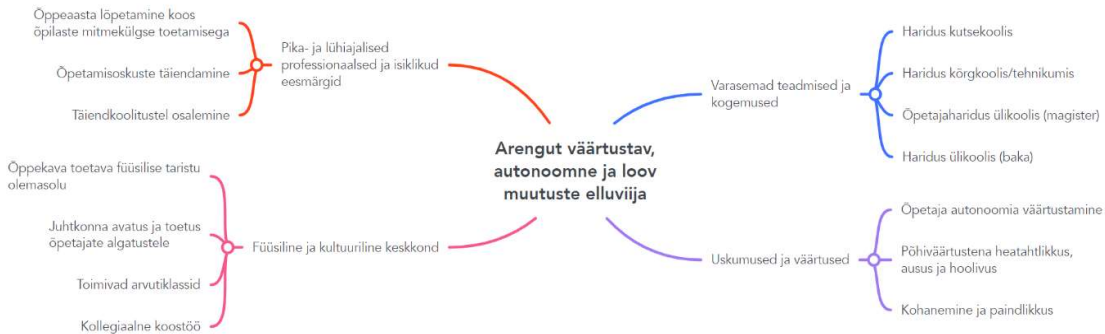 Õppeaasta lõpetamine koos
õpilaste mitmekülgse toetamisega
Õpetamisoskuste täiendamine
Täiendkoolitustel osalemine
Pika- ja lühiajalised
professionaalsed ja isiklikud
eesmärgid
Õppekava toetava füüsilise taristu
olemasolu
Juhtkonna avatus ja toetus
õpetajate algatustele
Toimivad arvutiklassid
Kollegiaalne koostöö
Füüsiline ja kultuuriline keskkond
Arengut väärtustav,
autonoomne ja loov
muutuste elluviija
Varasemad teadmised ja
kogemused
Haridus kutsekoolis
Haridus kõrgkoolis/tehnikumis
Õpetajaharidus ülikoolis (magister)
Haridus ülikoolis (baka)
Uskumused ja väärtused
Õpetaja autonoomia väärtustamine
Põhiväärtustena heatahtlikkus,
ausus ja hoolivus
Kohanemine ja paindlikkus